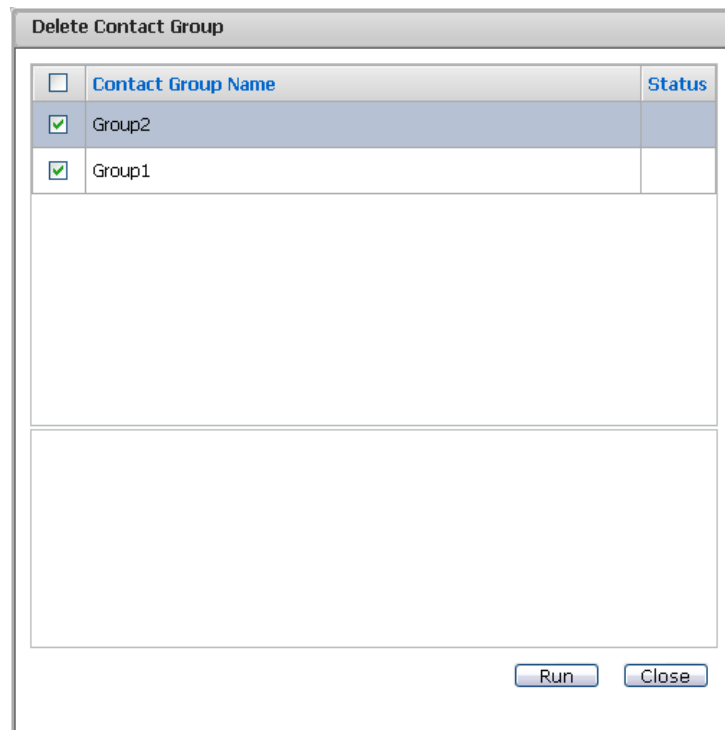 Delete Contact Group
Contact Group Name Status
Group2
Group1
Run Close